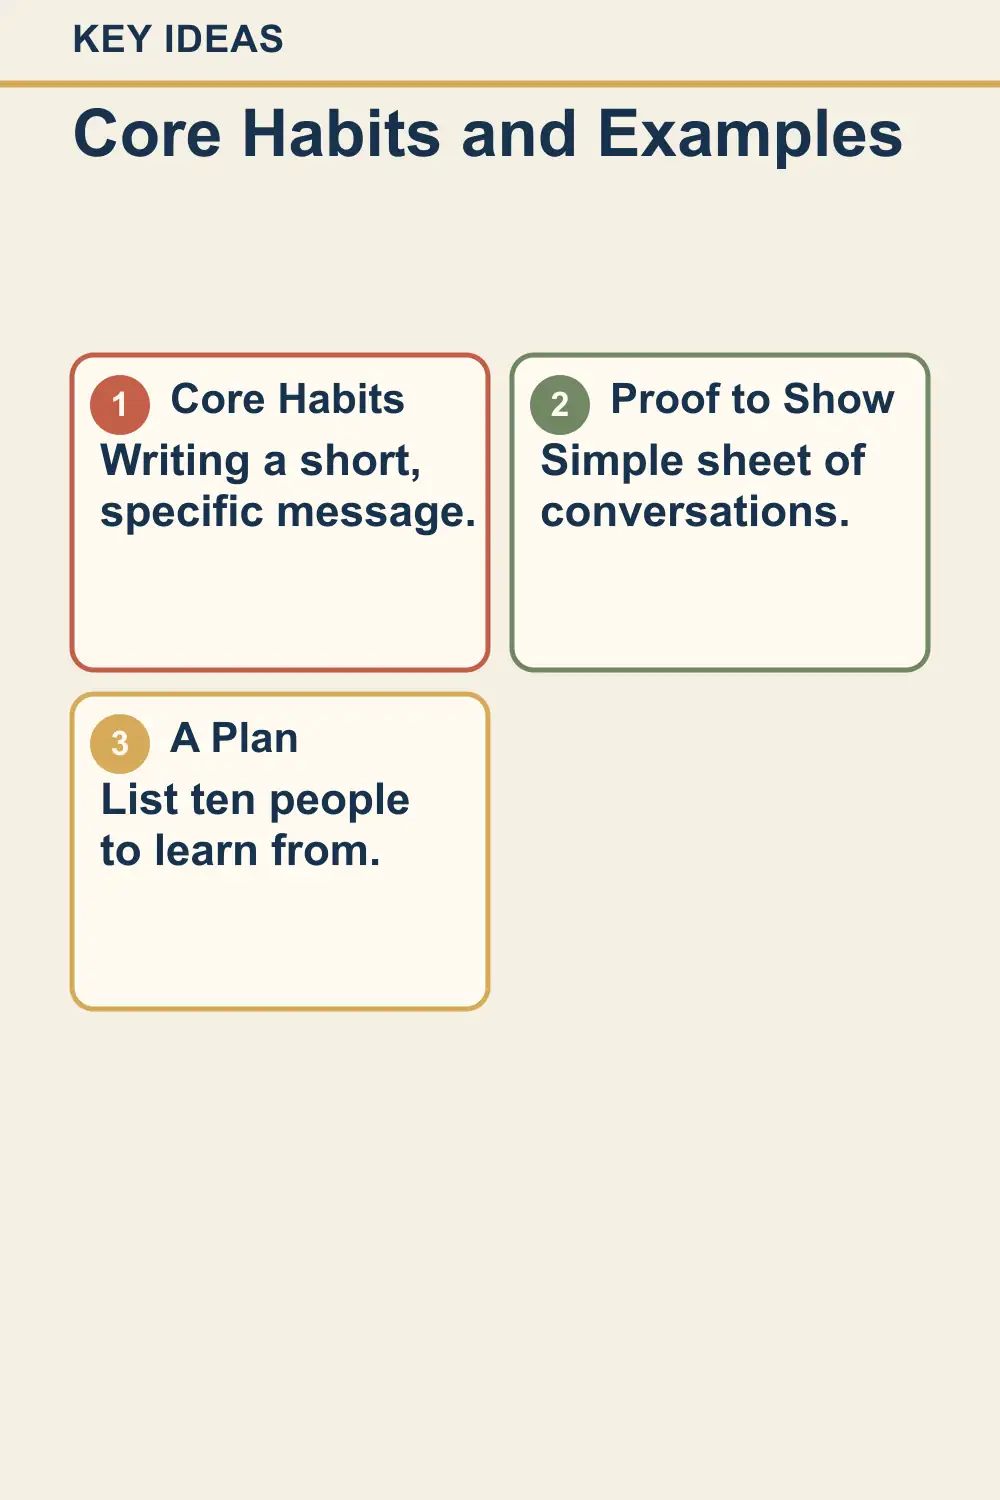 KEY IDEAS
Core Habits and Examples
1 Core Habits
Writing a short,
specific message.
2 Proof to Show
Simple sheet of
conversations.
3 A Plan
List ten people
to learn from.